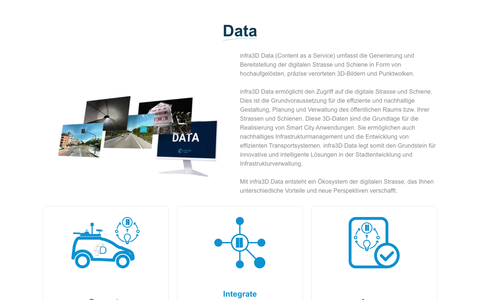 Data
infra3D Data (Content as a Service) umfasst die Generierung und
Bereitstellung der digitalen Strasse und Schiene in Form von
hochaufgelösten, präzise verorteten 3D-Bildern und Punktwolken.
infra3D Data ermöglicht den Zugriff auf die digitale Strasse und Schiene.
Dies ist die Grundvoraussetzung für die effiziente und nachhaltige
Gestaltung, Planung und Verwaltung des öffentlichen Raums bzw. ihrer
Strassen und Schienen. Diese 3D-Daten sind die Grundlage für die
Realisierung von Smart City Anwendungen. Sie ermöglichen auch
nachhaltiges Infrastrukturmanagement und die Entwicklung von
effizienten Transportsystemen. infra3D Data legt somit den Grundstein für
innovative und intelligente Lösungen in der Stadtentwicklung und
Infrastrukturverwaltung.
Mit infra3D Data entsteht ein Ökosystem der digitalen Strasse, das Ihnen
unterschiedliche Vorteile und neue Perspektiven verschafft.
DATA
Integrate